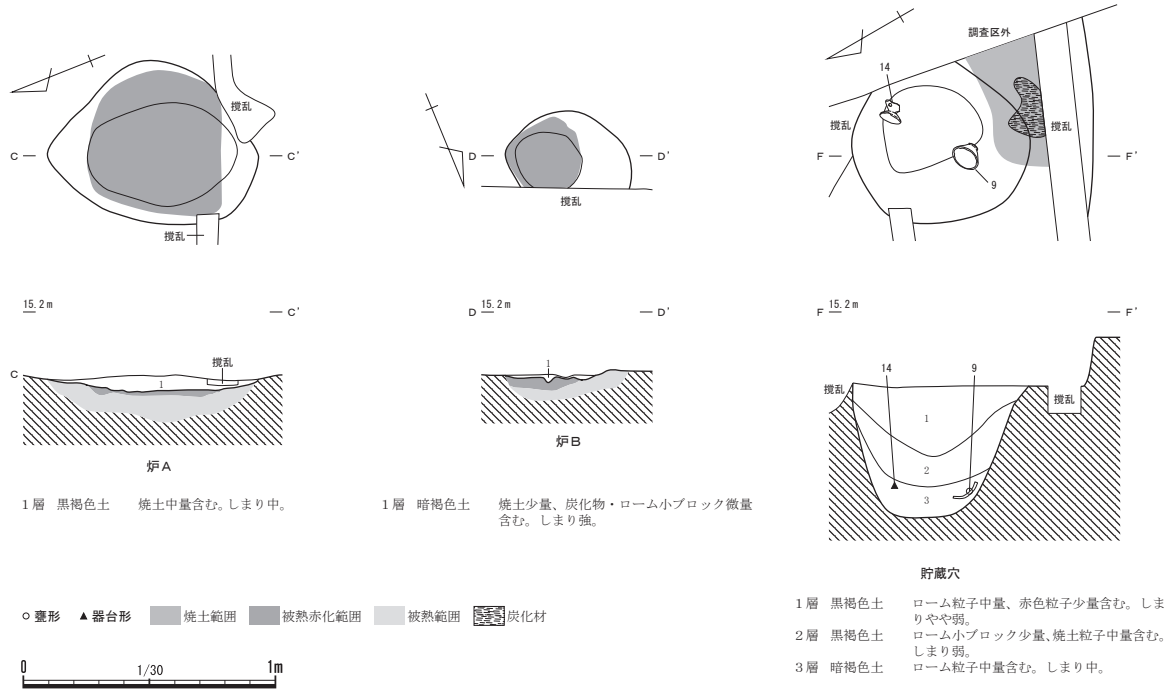 調査区外
14
撹乱
撹乱
撹乱
C
C'
D
D'
F
F'
9
撹乱
撹乱
15.2m
C'
D
15.2m
D'
F
15.2m
F'
撹乱
1
14
9
C
1
撹乱
撹乱
1
2
3
炉A
炉B
貯蔵穴
1層 黒褐色土 焼土中量含む。しまり中。
1層 暗褐色土 焼土少量、炭化物・ローム小ブロック微量
含む。しまり強。
1層 黒褐色土 ローム粒子中量、赤色粒子少量含む。しま
りやや弱。
2層 黒褐色土 ローム小ブロック少量、焼土粒子中量含む。
しまり弱。
3層 暗褐色土 ローム粒子中量含む。しまり中。
甕形 器台形 焼土範囲 被熱赤化範囲 被熱範囲 炭化材
0 1/30 1m